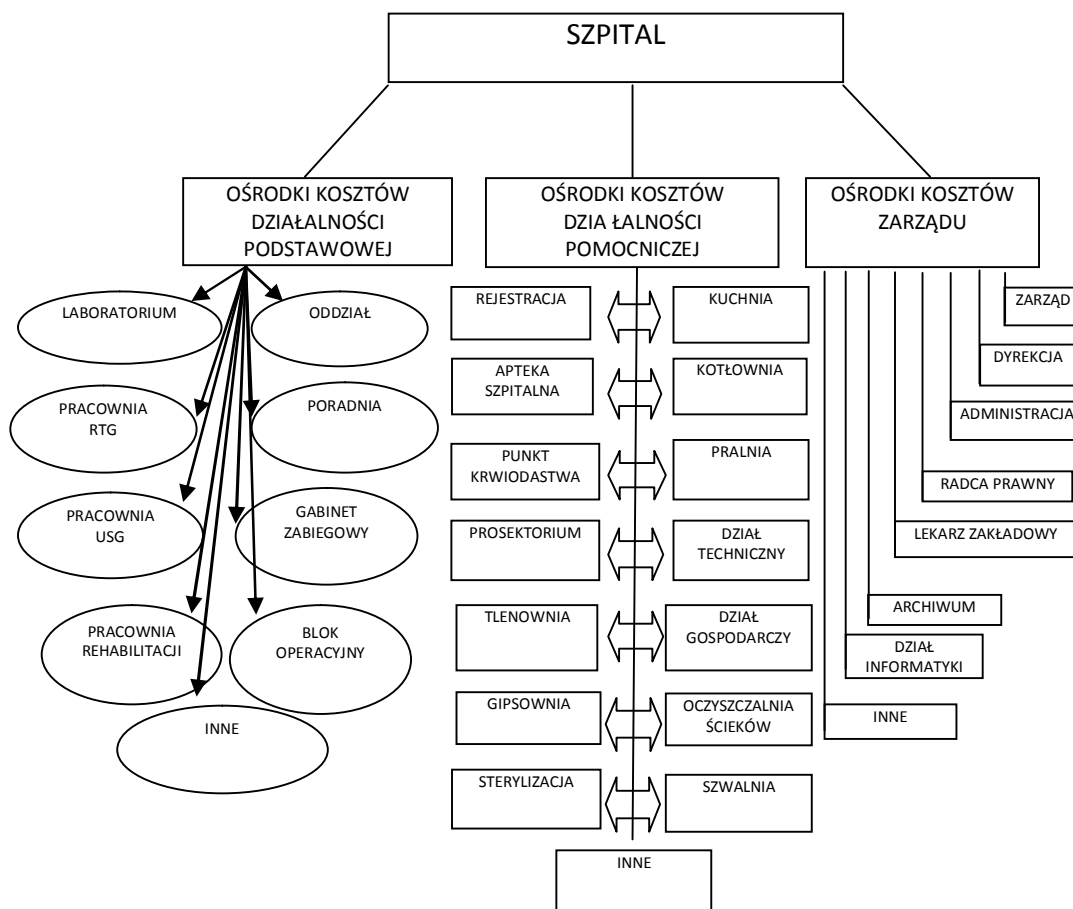 SZPITAL
OŚRODKI KOSZTÓW
DZIAŁALNOŚCI
PODSTAWOWEJ
OŚRODKI KOSZTÓW
DZIA ŁALNOŚCI
POMOCNICZEJ
OŚRODKI KOSZTÓW
ZARZĄDU
LABORATORIUM
ODDZIAŁ
PRACOWNIA
RTG
PORADNIA
PRACOWNIA
USG
GABINET
ZABIEGOWY
PRACOWNIA
REHABILITACJI
BLOK
OPERACYJNY
INNE
REJESTRACJA
KUCHNIA
APTEKA
SZPITALNA
KOTŁOWNIA
PUNKT
KRWIODASTWA
PRALNIA
PROSEKTORIUM
DZIAŁ
TECHNICZNY
TLENOWNIA
DZIAŁ
GOSPODARCZY
GIPSOWNIA
OCZYSZCZALNIA
ŚCIEKÓW
STERYLIZACJA
SZWALNIA
INNE
ZARZĄD
DYREKCJA
ADMINISTRACJA
RADCA PRAWNY
LEKARZ ZAKŁADOWY
ARCHIWUM
DZIAŁ
INFORMATYKI
INNE